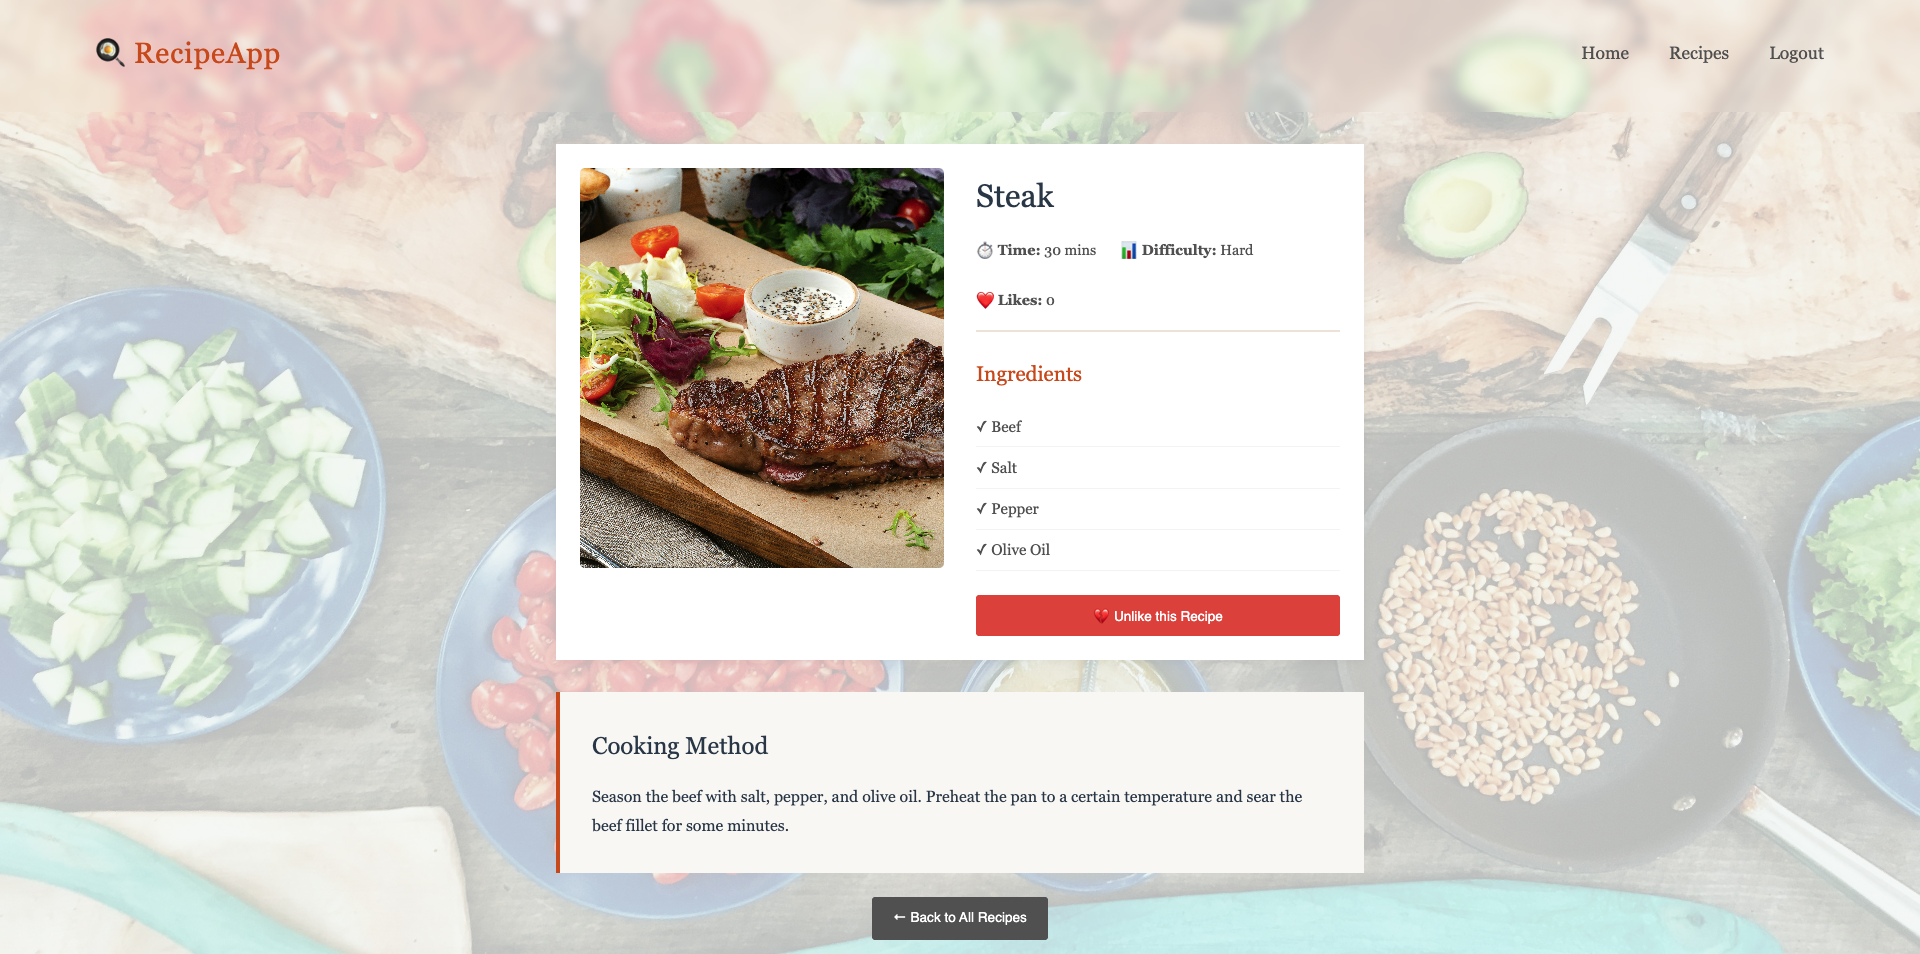 RecipeApp
Home Recipes Logout
Steak
Time: 30 mins Difficulty: Hard
Likes: 0
Ingredients
✓ Beef
✓ Salt
✓ Pepper
✓ Olive Oil
Unlike this Recipe
Cooking Method
Season the beef with salt, pepper, and olive oil. Preheat the pan to a certain temperature and sear the
beef fillet for some minutes.
← Back to All Recipes